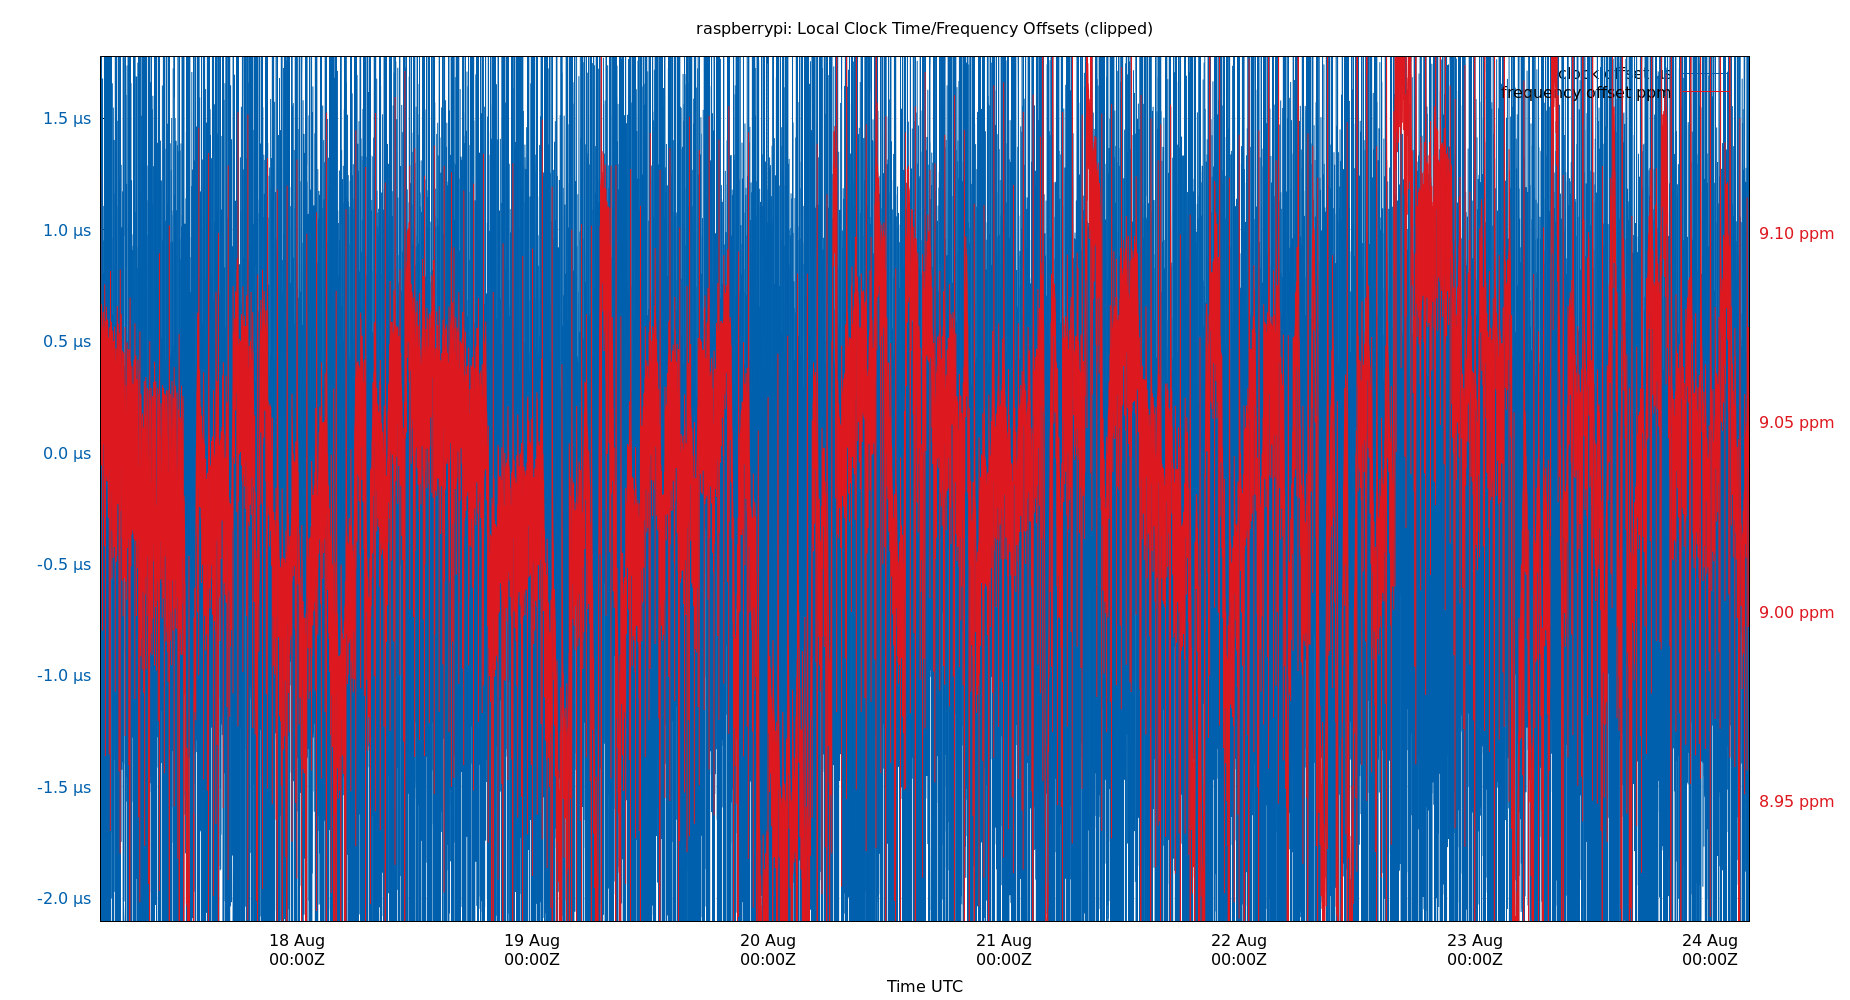 raspberrypi: Local Clock Time/Frequency Offsets (clipped)
clock offset µs
frequency offset ppm
1.5 µs
1.0 µs
0.5 µs
0.0 µs
-0.5 µs
-1.0 µs
-1.5 µs
-2.0 µs
9.10 ppm
9.05 ppm
9.00 ppm
8.95 ppm
18 Aug
00:00Z
19 Aug
00:00Z
20 Aug
00:00Z
21 Aug
00:00Z
22 Aug
00:00Z
23 Aug
00:00Z
24 Aug
00:00Z
Time UTC